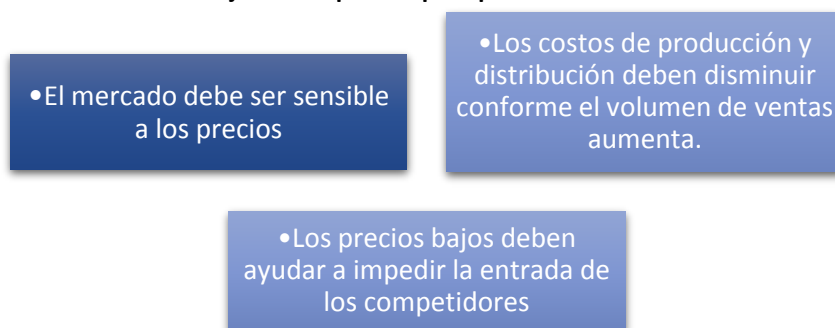 •El mercado debe ser sensible
a los precios
•Los costos de producción y
distribución deben disminuir
conforme el volumen de ventas
aumenta.
•Los precios bajos deben
ayudar a impedir la entrada de
los competidores